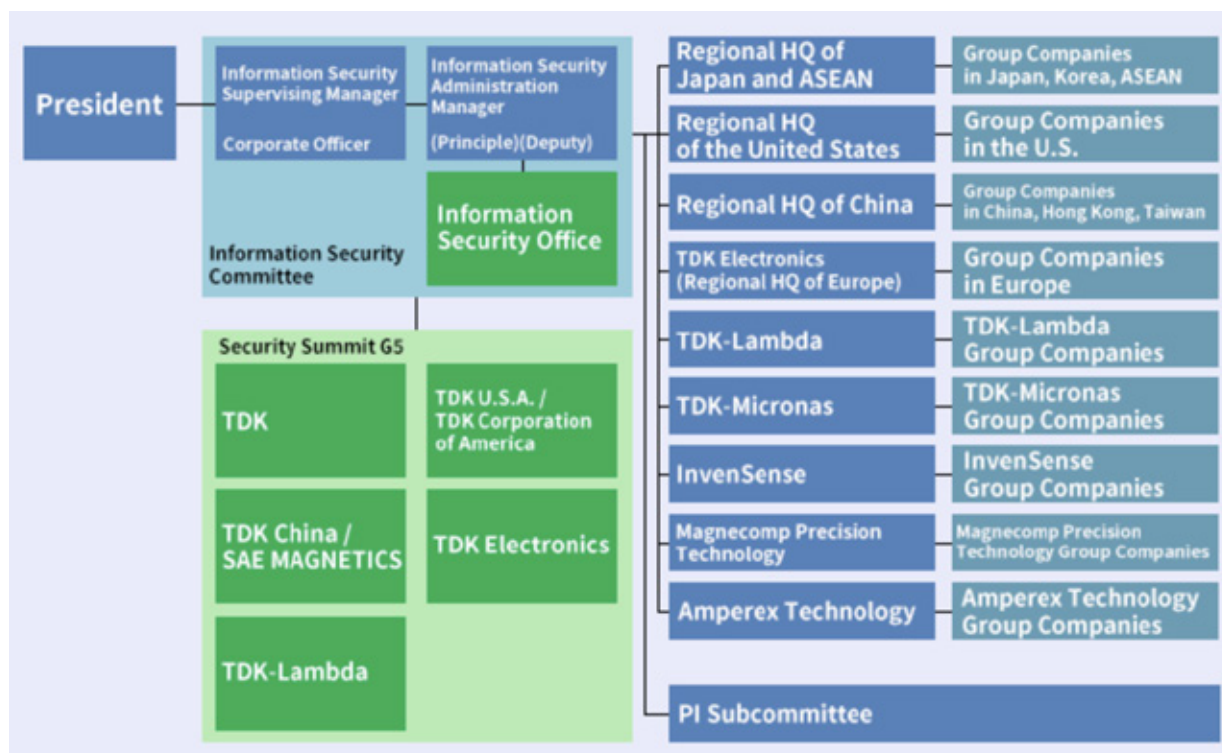 President
Information Security
Supervising Manager
Corporate Officer
Information Security
Administration
Manager
(Principle)(Deputy)
Information
Security Office
Information Security
Committee
Security Summit G5
TDK
TDK U.S.A. /
TDK Corporation
of America
TDK China /
SAE MAGNETICS
TDK Electronics
TDK-Lambda
Regional HQ of
Japan and ASEAN
Group Companies
in Japan, Korea, ASEAN
Regional HQ
of the United States
Group Companies
in the U.S.
Regional HQ of China
Group Companies
in China, Hong Kong, Taiwan
TDK Electronics
(Regional HQ of Europe)
Group Companies
in Europe
TDK-Lambda
TDK-Lambda
Group Companies
TDK-Micronas
TDK-Micronas
Group Companies
InvenSense
InvenSense
Group Companies
Magnecomp Precision
Technology
Magnecomp Precision
Technology Group Companies
Amperex Technology
Amperex Technology
Group Companies
PI Subcommittee